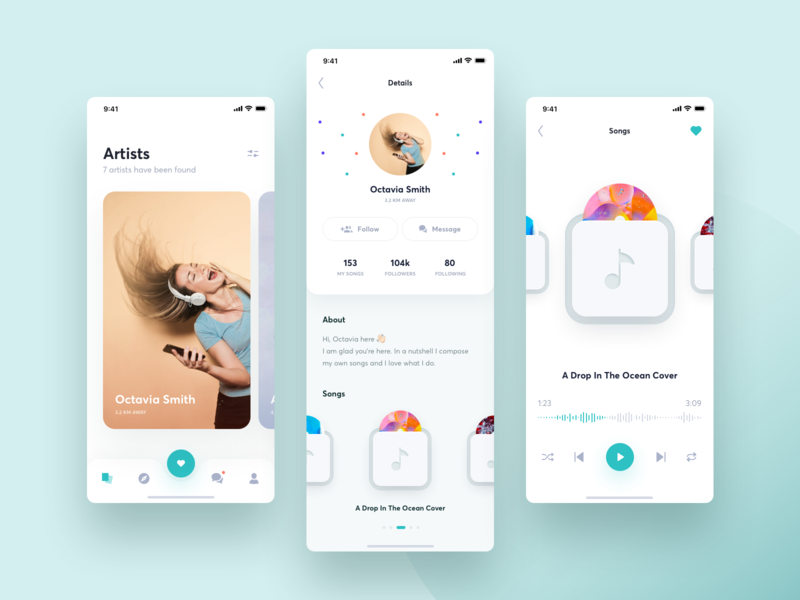 9:41
Artists
7 artists have been found
Octavia Smith
2.2 KM AWAY
9:41
Details
Octavia Smith
2.2 KM AWAY
Follow
Message
153
104k
80
MY SONGS
FOLLOWERS
FOLLOWING
About
Hi, Octavia here 👋🏻
I am glad you're here. In a nutshell I compose
my own songs and I love what I do.
Songs
A Drop In The Ocean Cover
9:41
Songs
A Drop In The Ocean Cover
1:23
3:09